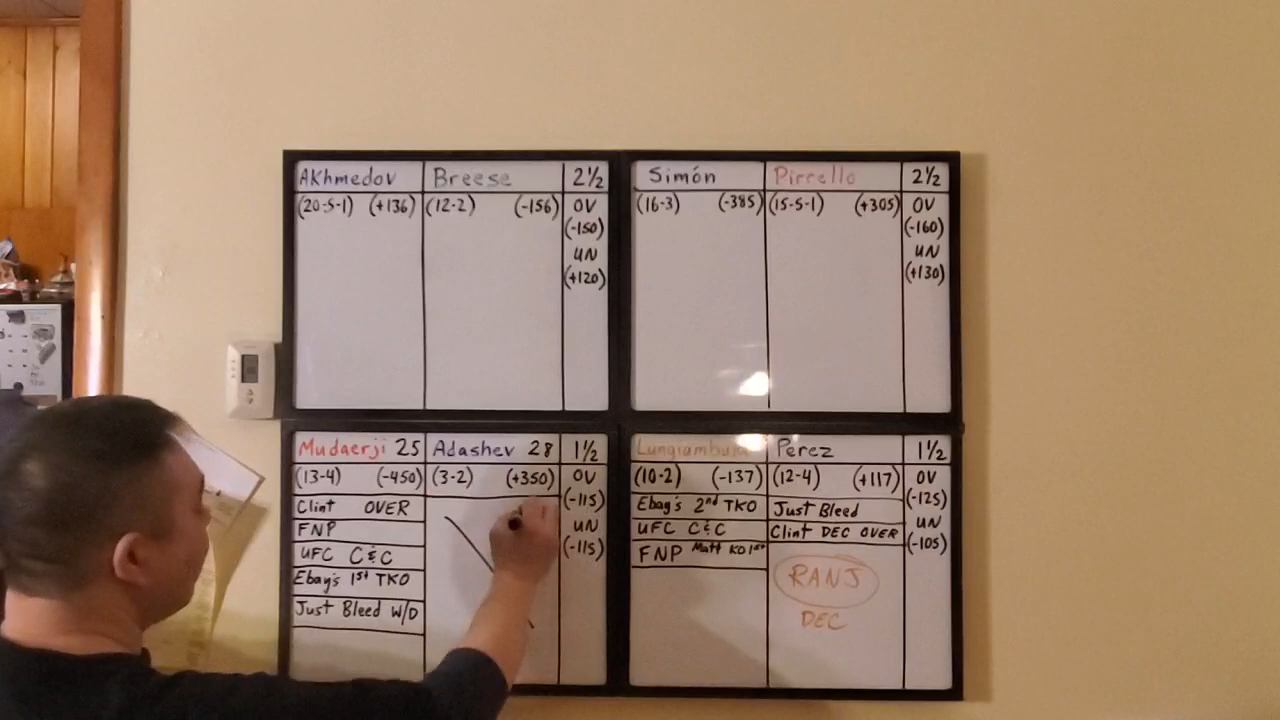 Akhmedov Breese 2½
(20-5-1) (+136) (12-2) (-156) OV
(-150)
UN
(+120)
Simón Pirrello 2½
(16-3) (-385) (15-5-1) (+305) OV
(-160)
UN
(+130)
Mudaerji 25 Adashev 28 1½
(13-4) (-450) (3-2) (+350) OV
(-115)
UN
(-115)
Clint OVER
FNP
UFC C&C
Ebag's 1st TKO
Just Bleed W/D
Lungiambula Perez 1½
(10-2) (-137) (12-4) (+117) OV
(-125)
UN
(-105)
Ebag's 2nd TKO
UFC C&C
FNP Matt KO 1st
Just Bleed
Clint DEC OVER
RANJ
DEC